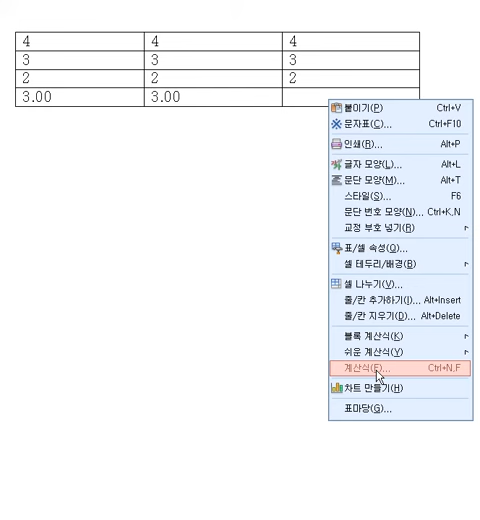 4 4 4
3 3 3
2 2 2
3.00 3.00
붙이기(P) Ctrl+V
문자표(C)... Ctrl+F10
인쇄(R)... Alt+P
글자 모양(L)... Alt+L
문단 모양(M)... Alt+T
스타일(S)... F6
문단 번호 모양(N)... Ctrl+K,N
교정 부호 넣기(R)
표/셀 속성(Q)...
셀 테두리/배경(B)
셀 나누기(V)...
줄/칸 추가하기(I)... Alt+Insert
줄/칸 지우기(D)... Alt+Delete
블록 계산식(K)
쉬운 계산식(Y)
계산식(F)... Ctrl+N,F
차트 만들기(H)
표마당(G)...